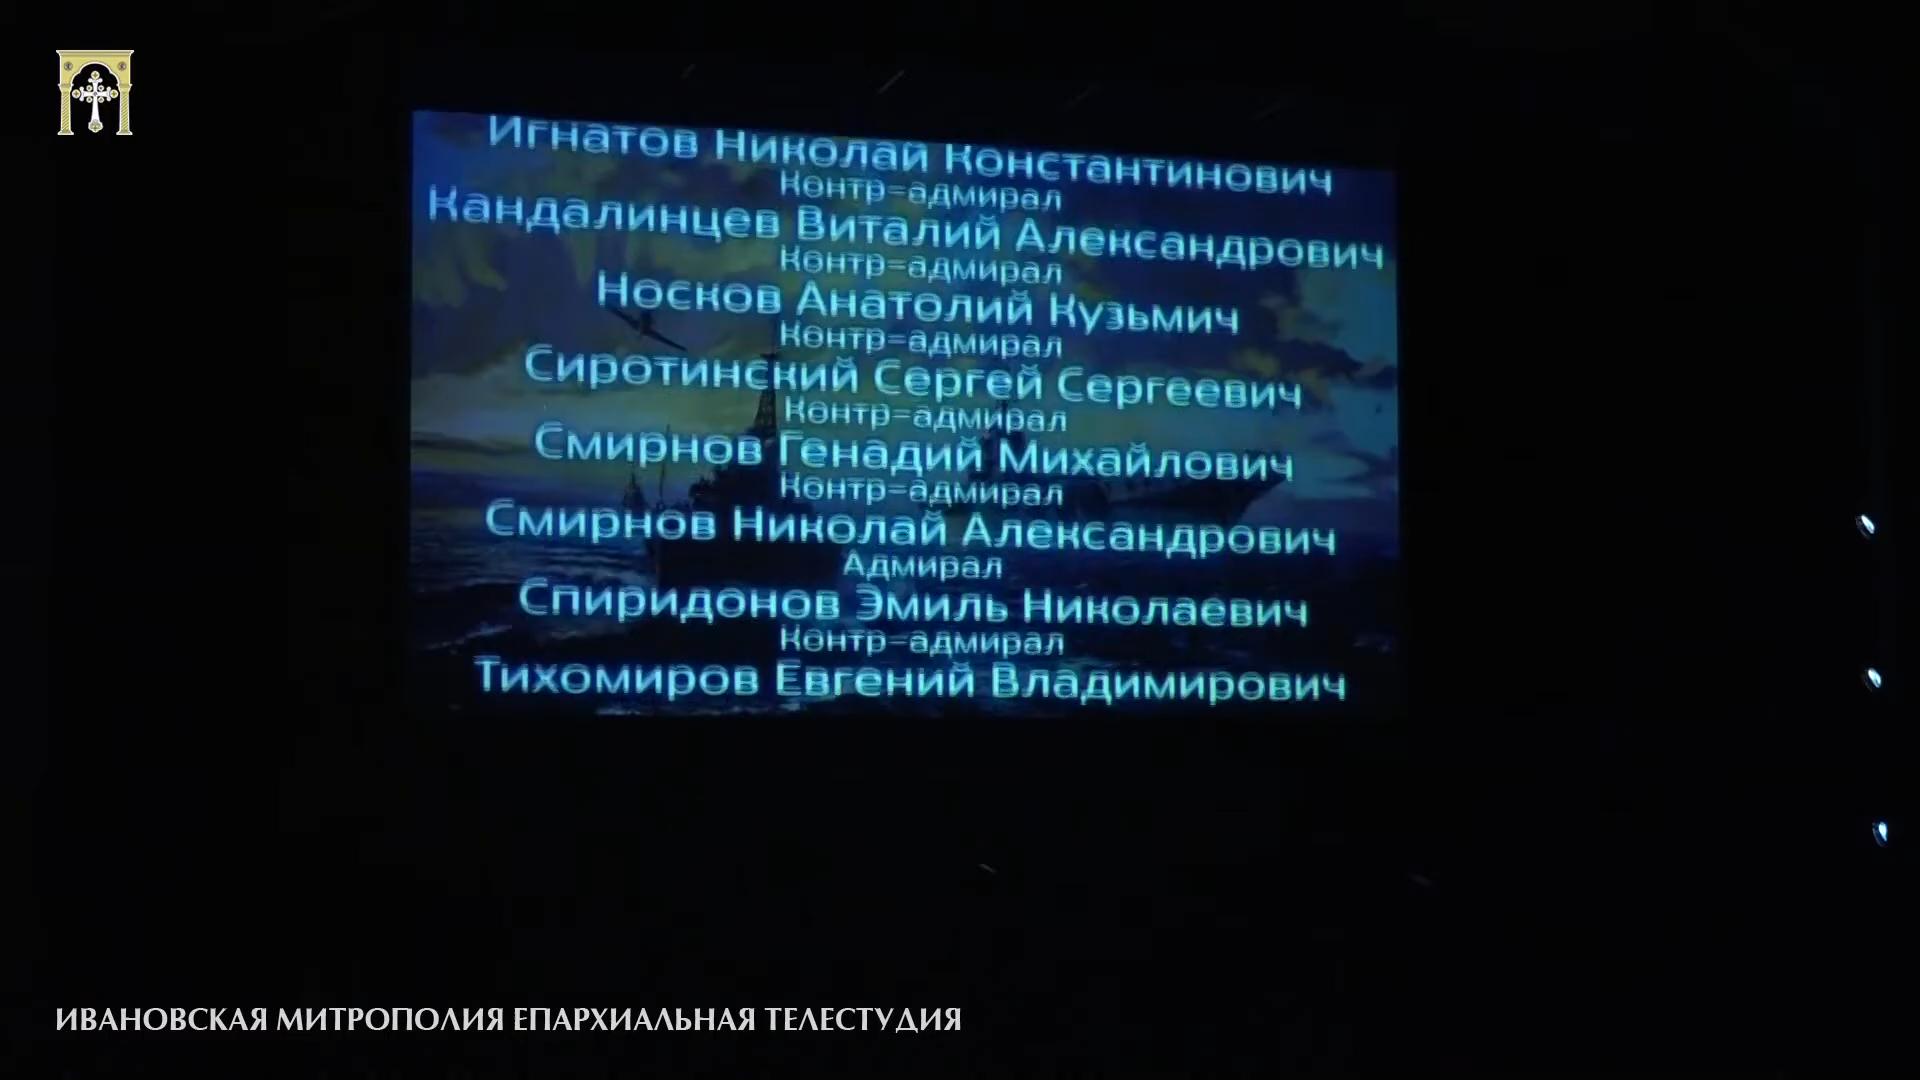 Игнатов Николай Константинович
Контр-адмирал
Кандалинцев Виталий Александрович
Контр-адмирал
Носков Анатолий Кузьмич
Контр-адмирал
Сиротинский Сергей Сергеевич
Контр-адмирал
Смирнов Генадий Михайлович
Контр-адмирал
Смирнов Николай Александрович
Адмирал
Спиридонов Эмиль Николаевич
Контр-адмирал
Тихомиров Евгений Владимирович
ИВАНОВСКАЯ МИТРОПОЛИЯ ЕПАРХИАЛЬНАЯ ТЕЛЕСТУДИЯ